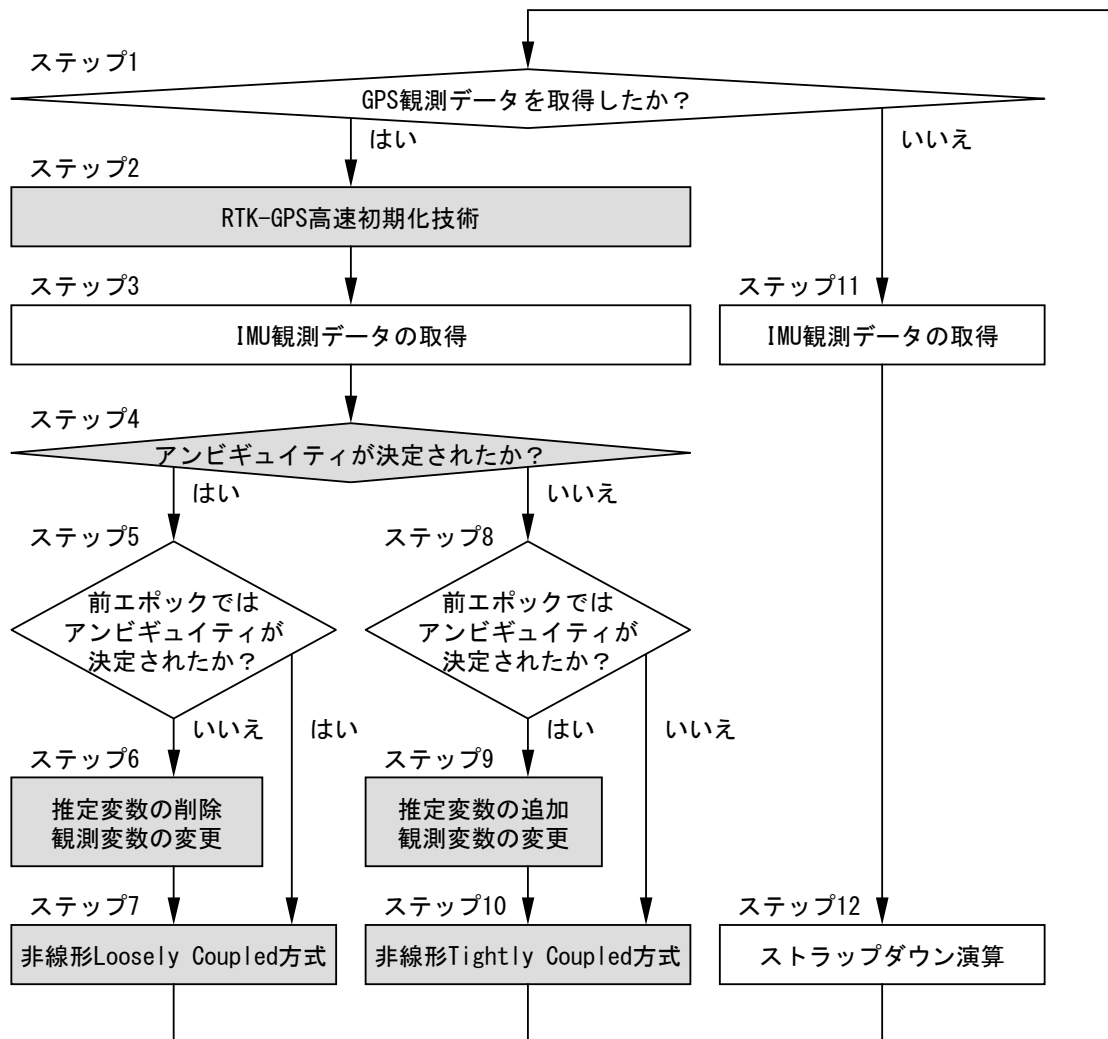 ステップ1
GPS観測データを取得したか？
はい
いいえ
ステップ2
RTK-GPS高速初期化技術
ステップ3
IMU観測データの取得
ステップ11
IMU観測データの取得
ステップ4
アンビギュイティが決定されたか？
はい
いいえ
ステップ5
前エポックでは
アンビギュイティが
決定されたか？
いいえ
はい
ステップ8
前エポックでは
アンビギュイティが
決定されたか？
はい
いいえ
ステップ6
推定変数の削除
観測変数の変更
ステップ9
推定変数の追加
観測変数の変更
ステップ7
非線形Loosely Coupled方式
ステップ10
非線形Tightly Coupled方式
ステップ12
ストラップダウン演算